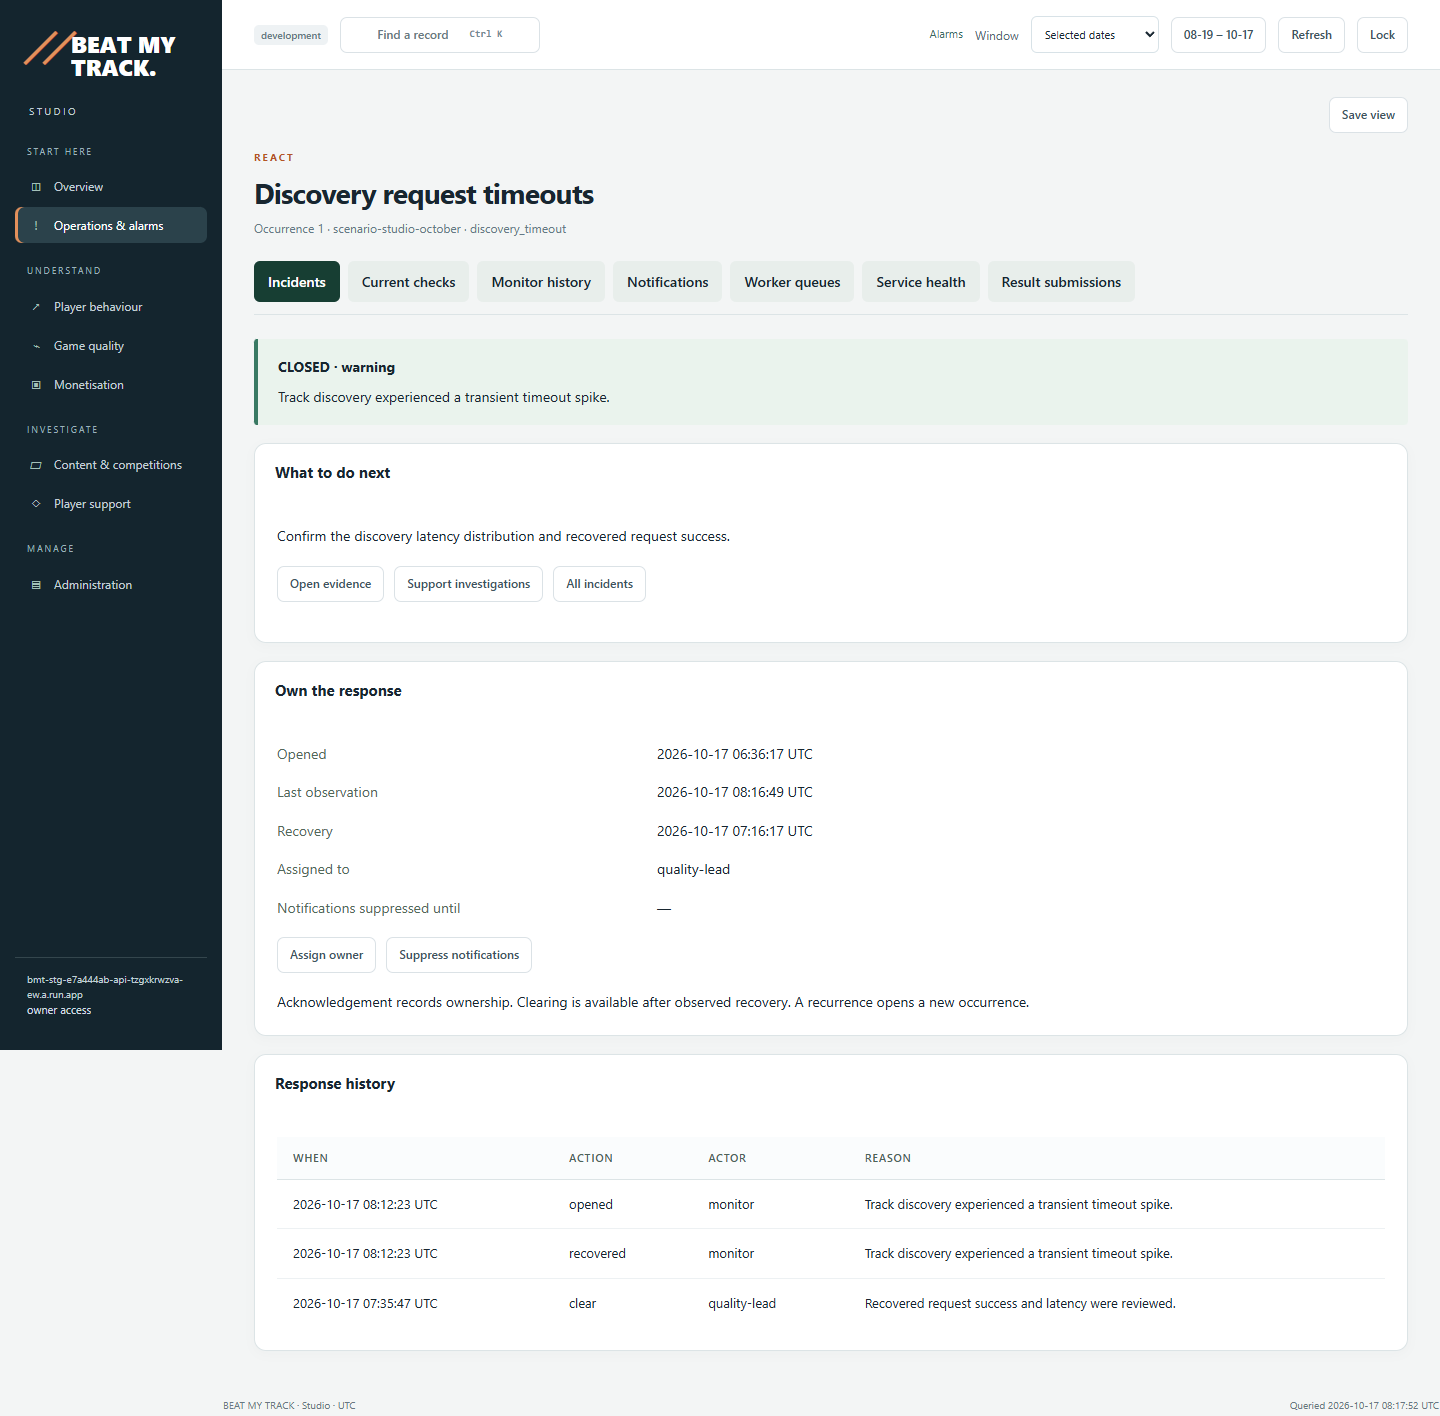 BEAT MY
TRACK.
STUDIO
START HERE
Overview
! Operations & alarms
UNDERSTAND
Player behaviour
Game quality
Monetisation
INVESTIGATE
Content & competitions
Player support
MANAGE
Administration
bmt-stg-e7a444ab-api-tzgxkrwzva-
ew.a.run.app
owner access
development
Find a record Ctrl K
Alarms Window Selected dates 08-19 – 10-17 Refresh Lock
Save view
REACT
Discovery request timeouts
Occurrence 1 · scenario-studio-october · discovery_timeout
Incidents Current checks Monitor history Notifications Worker queues Service health Result submissions
CLOSED · warning
Track discovery experienced a transient timeout spike.
What to do next
Confirm the discovery latency distribution and recovered request success.
Open evidence Support investigations All incidents
Own the response
Opened 2026-10-17 06:36:17 UTC
Last observation 2026-10-17 08:16:49 UTC
Recovery 2026-10-17 07:16:17 UTC
Assigned to quality-lead
Notifications suppressed until —
Assign owner Suppress notifications
Acknowledgement records ownership. Clearing is available after observed recovery. A recurrence opens a new occurrence.
Response history
WHEN ACTION ACTOR REASON
2026-10-17 08:12:23 UTC opened monitor Track discovery experienced a transient timeout spike.
2026-10-17 08:12:23 UTC recovered monitor Track discovery experienced a transient timeout spike.
2026-10-17 07:35:47 UTC clear quality-lead Recovered request success and latency were reviewed.
BEAT MY TRACK · Studio · UTC
Queried 2026-10-17 08:17:52 UTC